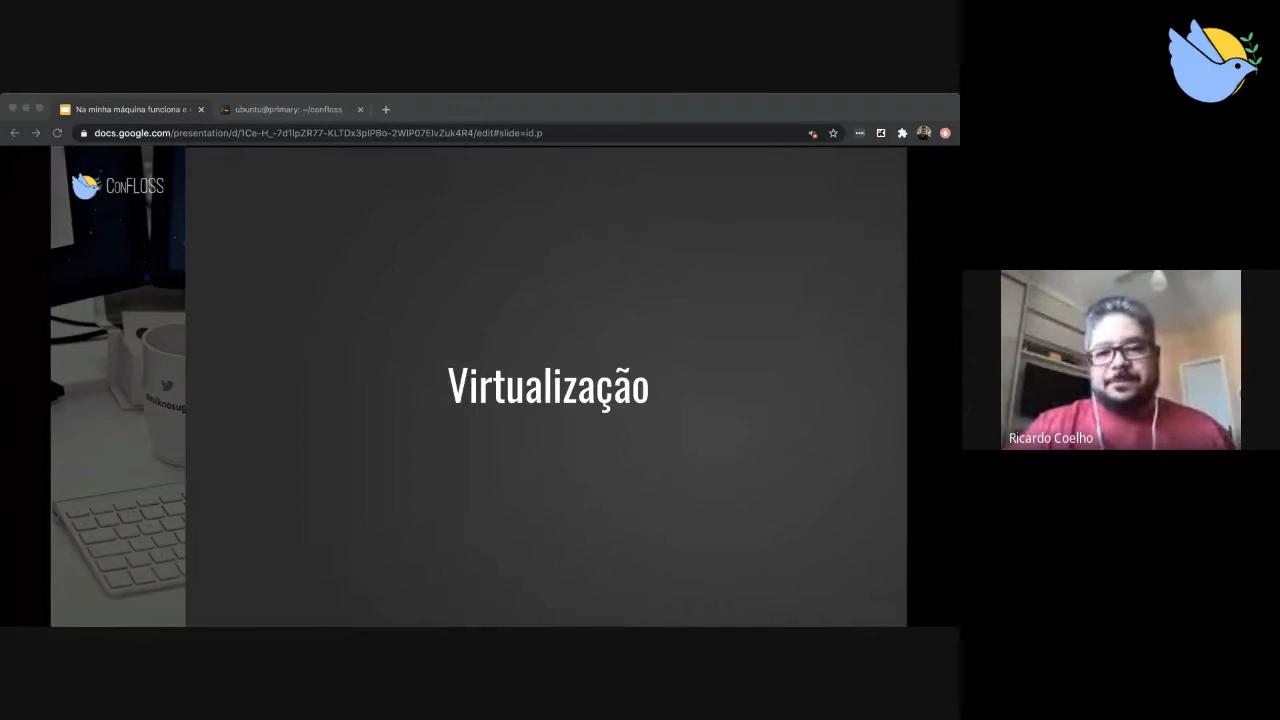 Na minha máquina funciona e
ubuntu@primary: ~/confloss
docs.google.com/presentation/d/1Ce-H_-7d1lpZR77-KLTDx3pIPBo-2WlP07EIvZuk4R4/edit#slide=id.p
ConFLOSS
Virtualização
Ricardo Coelho